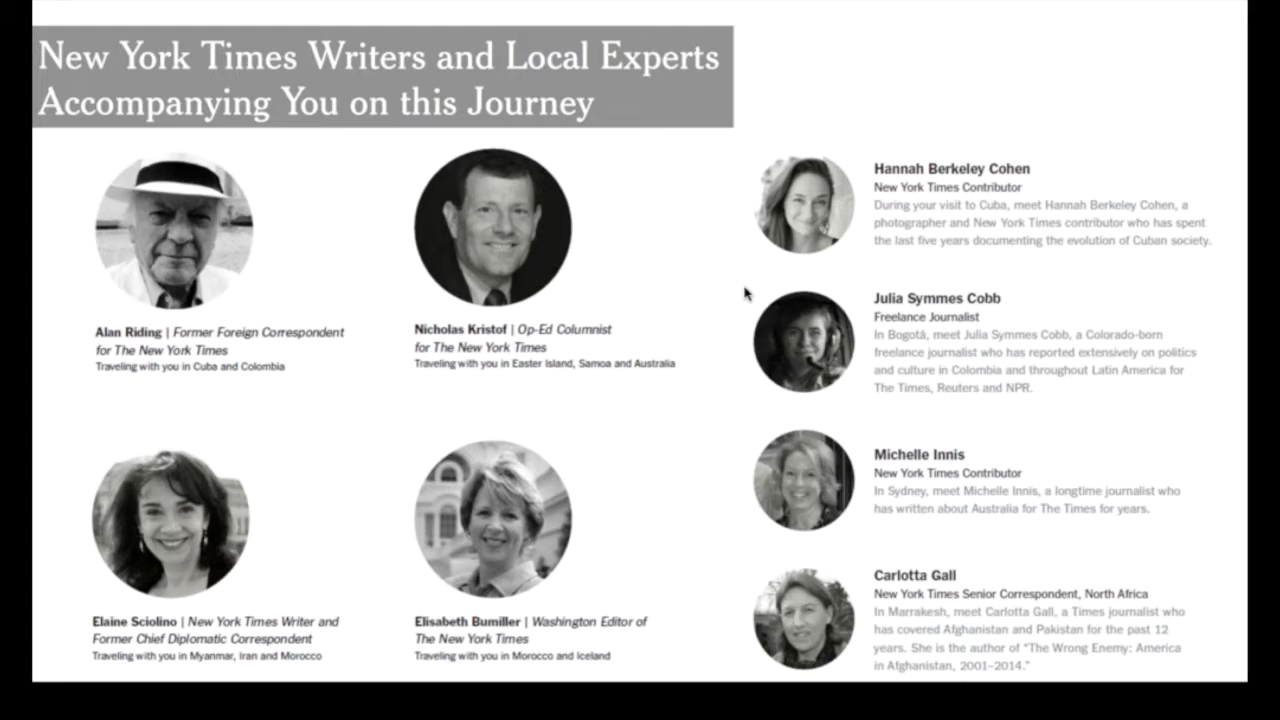 New York Times Writers and Local Experts
Accompanying You on this Journey
Alan Riding | Former Foreign Correspondent
for The New York Times
Traveling with you in Cuba and Colombia
Nicholas Kristof | Op-Ed Columnist
for The New York Times
Traveling with you in Easter Island, Samoa and Australia
Elaine Sciolino | New York Times Writer and
Former Chief Diplomatic Correspondent
Traveling with you in Myanmar, Iran and Morocco
Elisabeth Bumiller | Washington Editor of
The New York Times
Traveling with you in Morocco and Iceland
Hannah Berkeley Cohen
New York Times Contributor
During your visit to Cuba, meet Hannah Berkeley Cohen, a
photographer and New York Times contributor who has spent
the last five years documenting the evolution of Cuban society.
Julia Symmes Cobb
Freelance Journalist
In Bogotá, meet Julia Symmes Cobb, a Colorado-born
freelance journalist who has reported extensively on politics
and culture in Colombia and throughout Latin America for
The Times, Reuters and NPR.
Michelle Innis
New York Times Contributor
In Sydney, meet Michelle Innis, a longtime journalist who
has written about Australia for The Times for years.
Carlotta Gall
New York Times Senior Correspondent, North Africa
In Marrakesh, meet Carlotta Gall, a Times journalist who
has covered Afghanistan and Pakistan for the past 12
years. She is the author of “The Wrong Enemy: America
in Afghanistan, 2001–2014.”